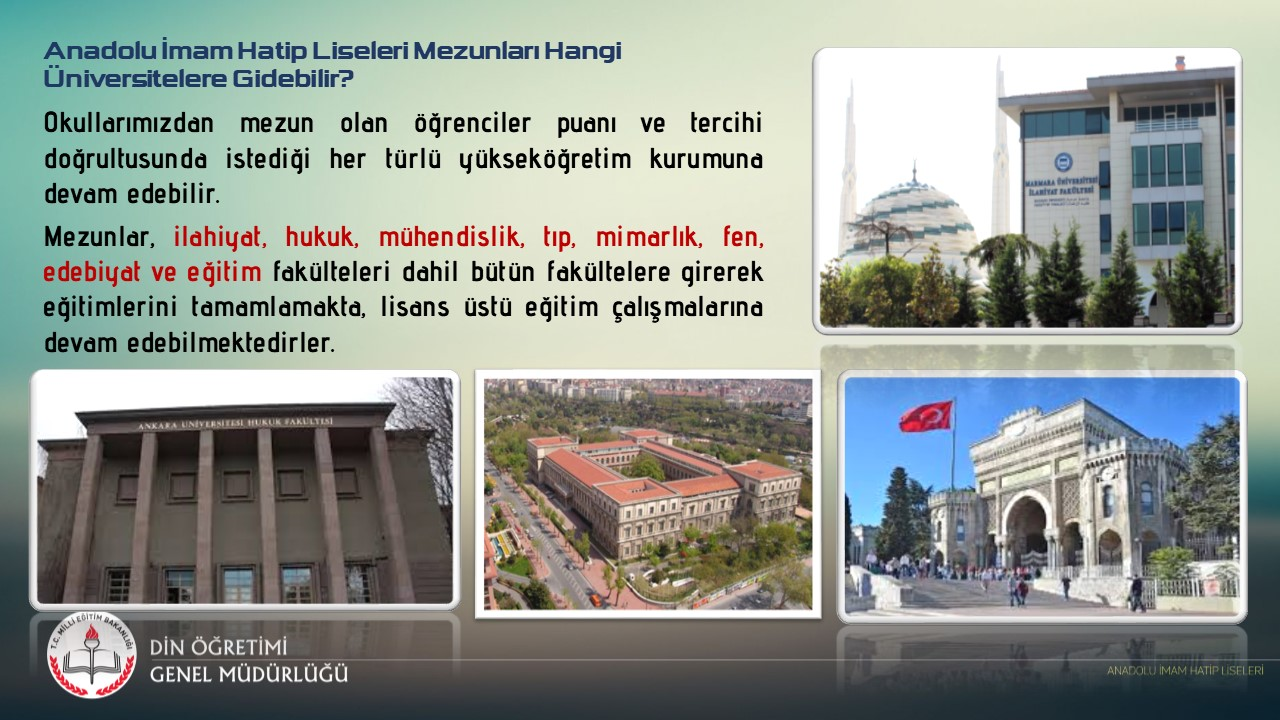 Anadolu İmam Hatip Liseleri Mezunları Hangi
Üniversitelere Gidebilir?
Okullarımızdan mezun olan öğrenciler puanı ve tercihi
doğrultusunda istediği her türlü yükseköğretim kurumuna
devam edebilir.
Mezunlar, ilahiyat, hukuk, mühendislik, tıp, mimarlık, fen,
edebiyat ve eğitim fakülteleri dahil bütün fakültelere girerek
eğitimlerini tamamlamakta, lisans üstü eğitim çalışmalarına
devam edebilmektedirler.
MARMARA ÜNİVERSİTESİ
İLAHİYAT FAKÜLTESİ
ANKARA ÜNİVERSİTESİ HUKUK FAKÜLTESİ
T.C. MİLLÎ EĞİTİM BAKANLIĞI
DİN ÖĞRETİMİ
GENEL MÜDÜRLÜĞÜ
ANADOLU İMAM HATİP LİSELERİ